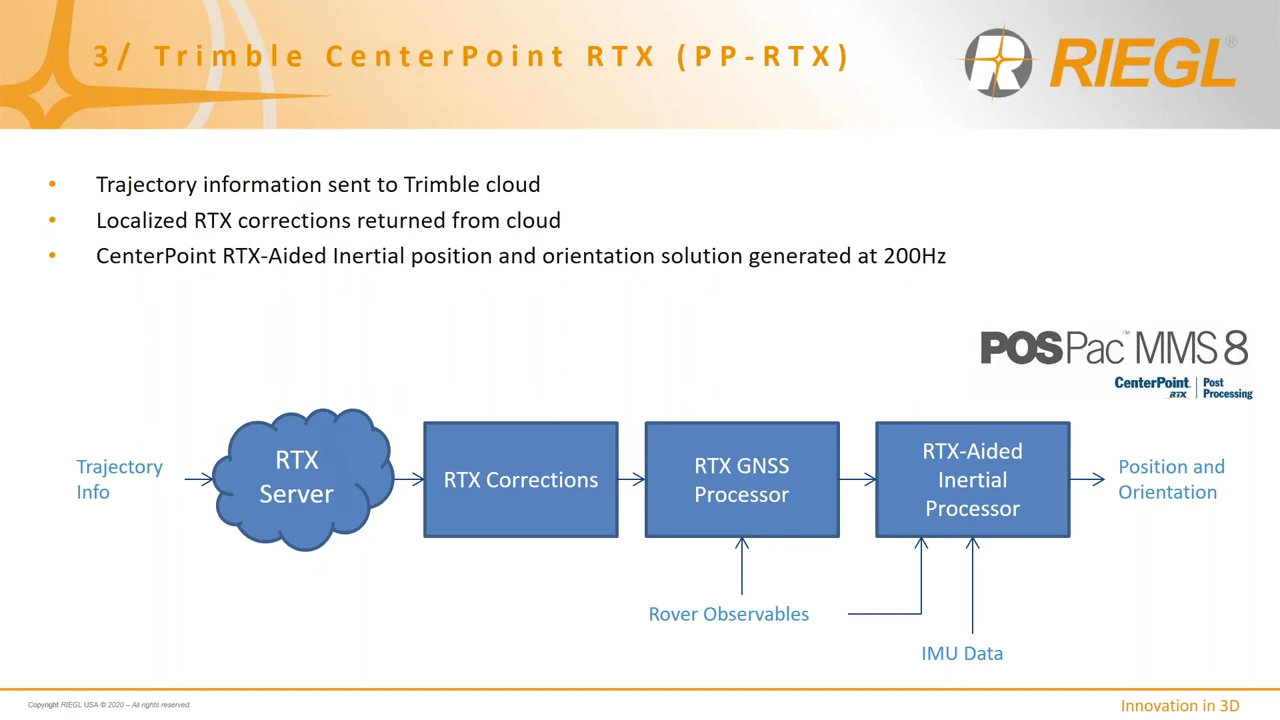 3/ Trimble CenterPoint RTX (PP-RTX)
RIEGL®
• Trajectory information sent to Trimble cloud
• Localized RTX corrections returned from cloud
• CenterPoint RTX-Aided Inertial position and orientation solution generated at 200Hz
POSPac™ MMS 8
CenterPoint RTX | Post Processing
Trajectory
Info
RTX
Server
RTX Corrections
RTX GNSS
Processor
RTX-Aided
Inertial
Processor
Position and
Orientation
Rover Observables
IMU Data
Copyright RIEGL USA © 2020 – All rights reserved.
Innovation in 3D